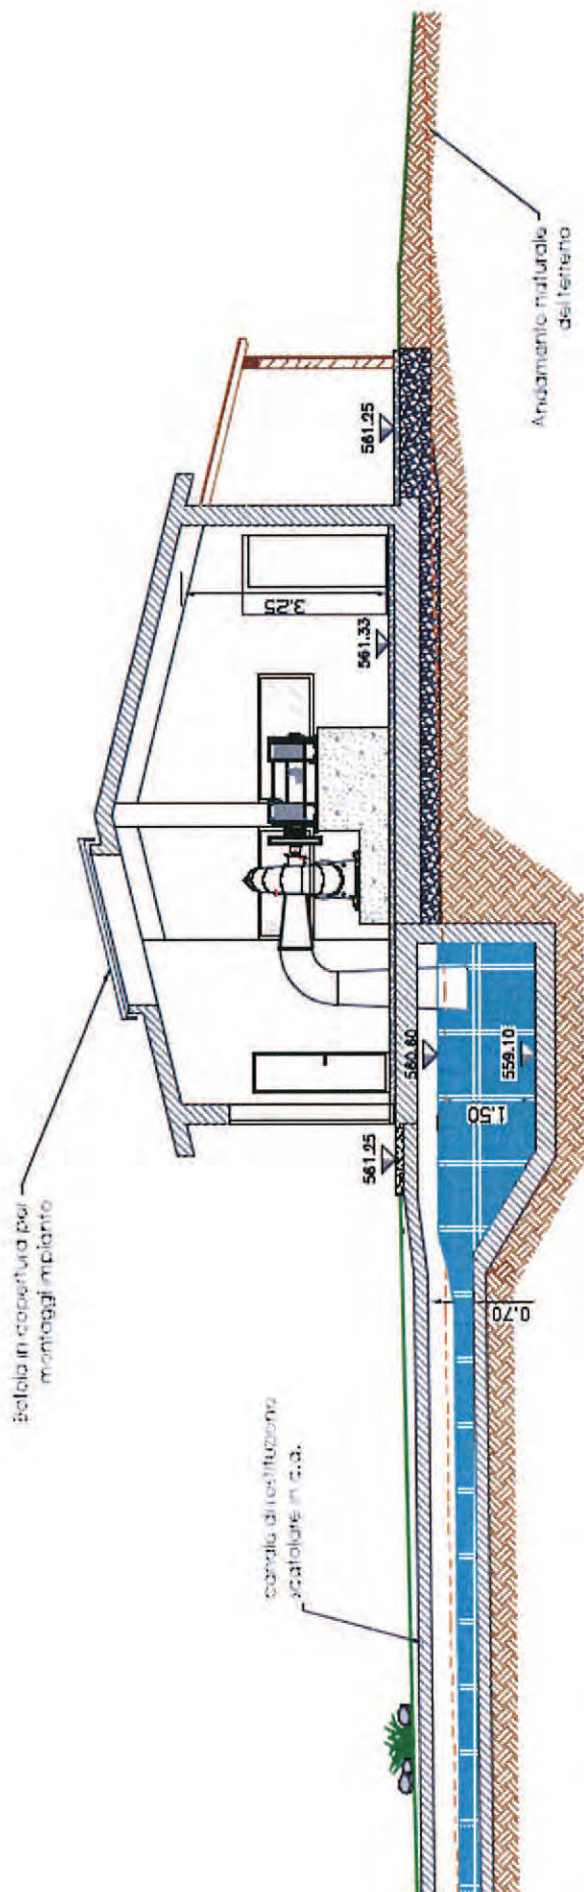 Botola in copertura per
montaggi impianto
canale di restituzione
scatolare in c.a.
Andamento naturale
del terreno
561.25
560.60
559.10
1.50
0.70
561.33
3.25
561.25